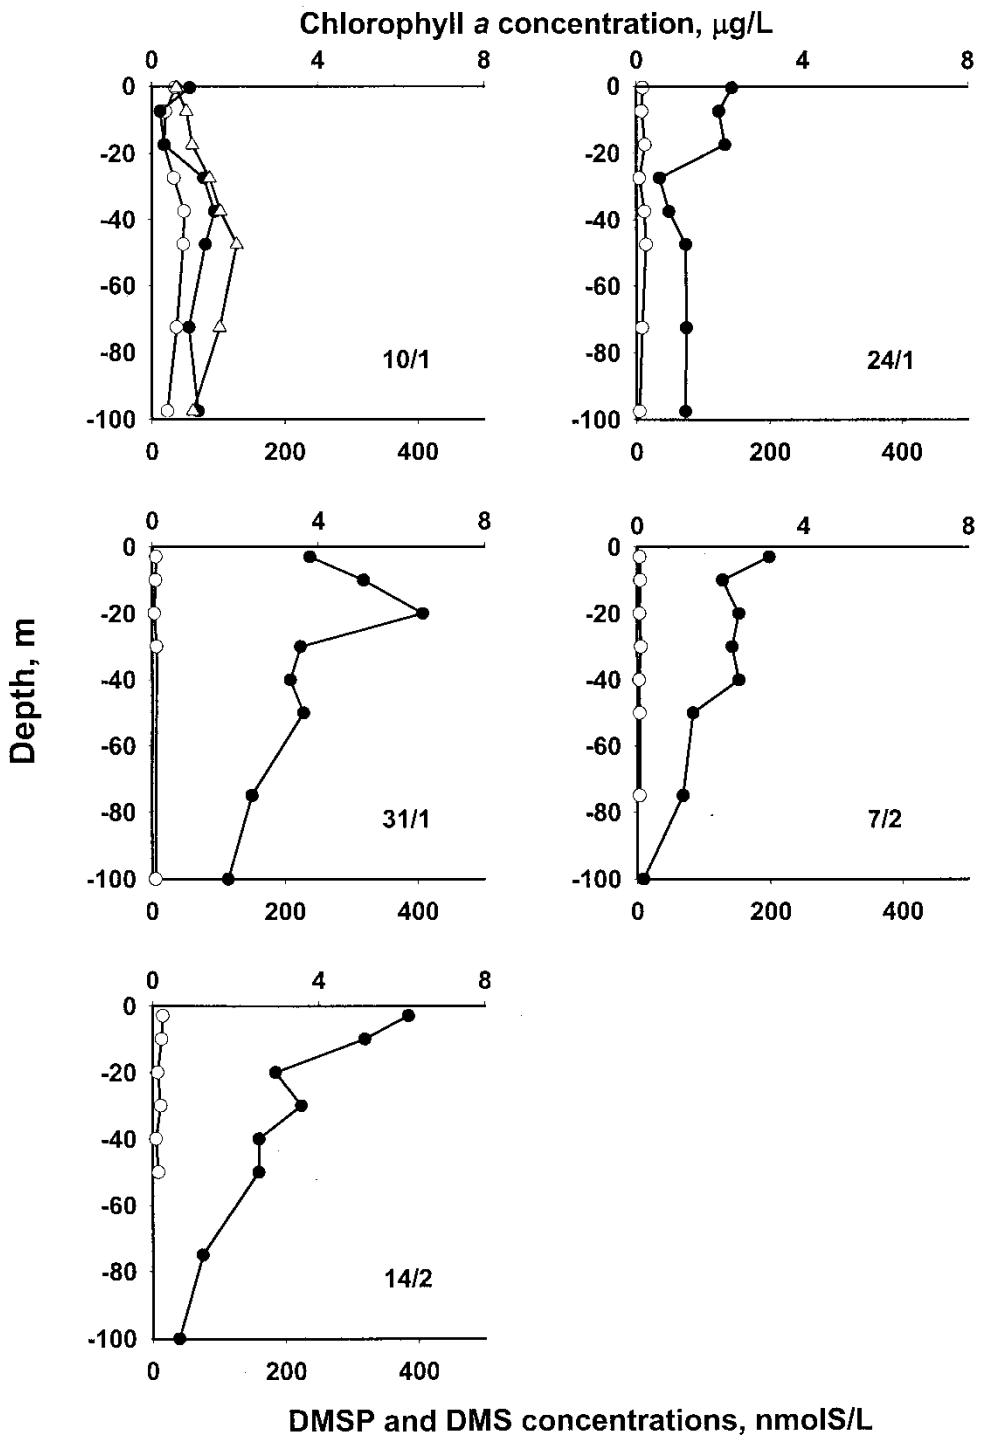 Chlorophyll a concentration, µg/L
0 4 8 0 4 8
0 0
-20 -20
-40 -40
-60 -60
-80 -80
10/1 24/1
-100 -100
0 200 400 0 200 400
0 4 8 0 4 8
0 0
-20 -20
-40 -40
Depth, m
-60 -60
-80 -80
31/1 7/2
-100 -100
0 200 400 0 200 400
0 4 8
0
-20
-40
-60
-80
14/2
-100
0 200 400
DMSP and DMS concentrations, nmolS/L